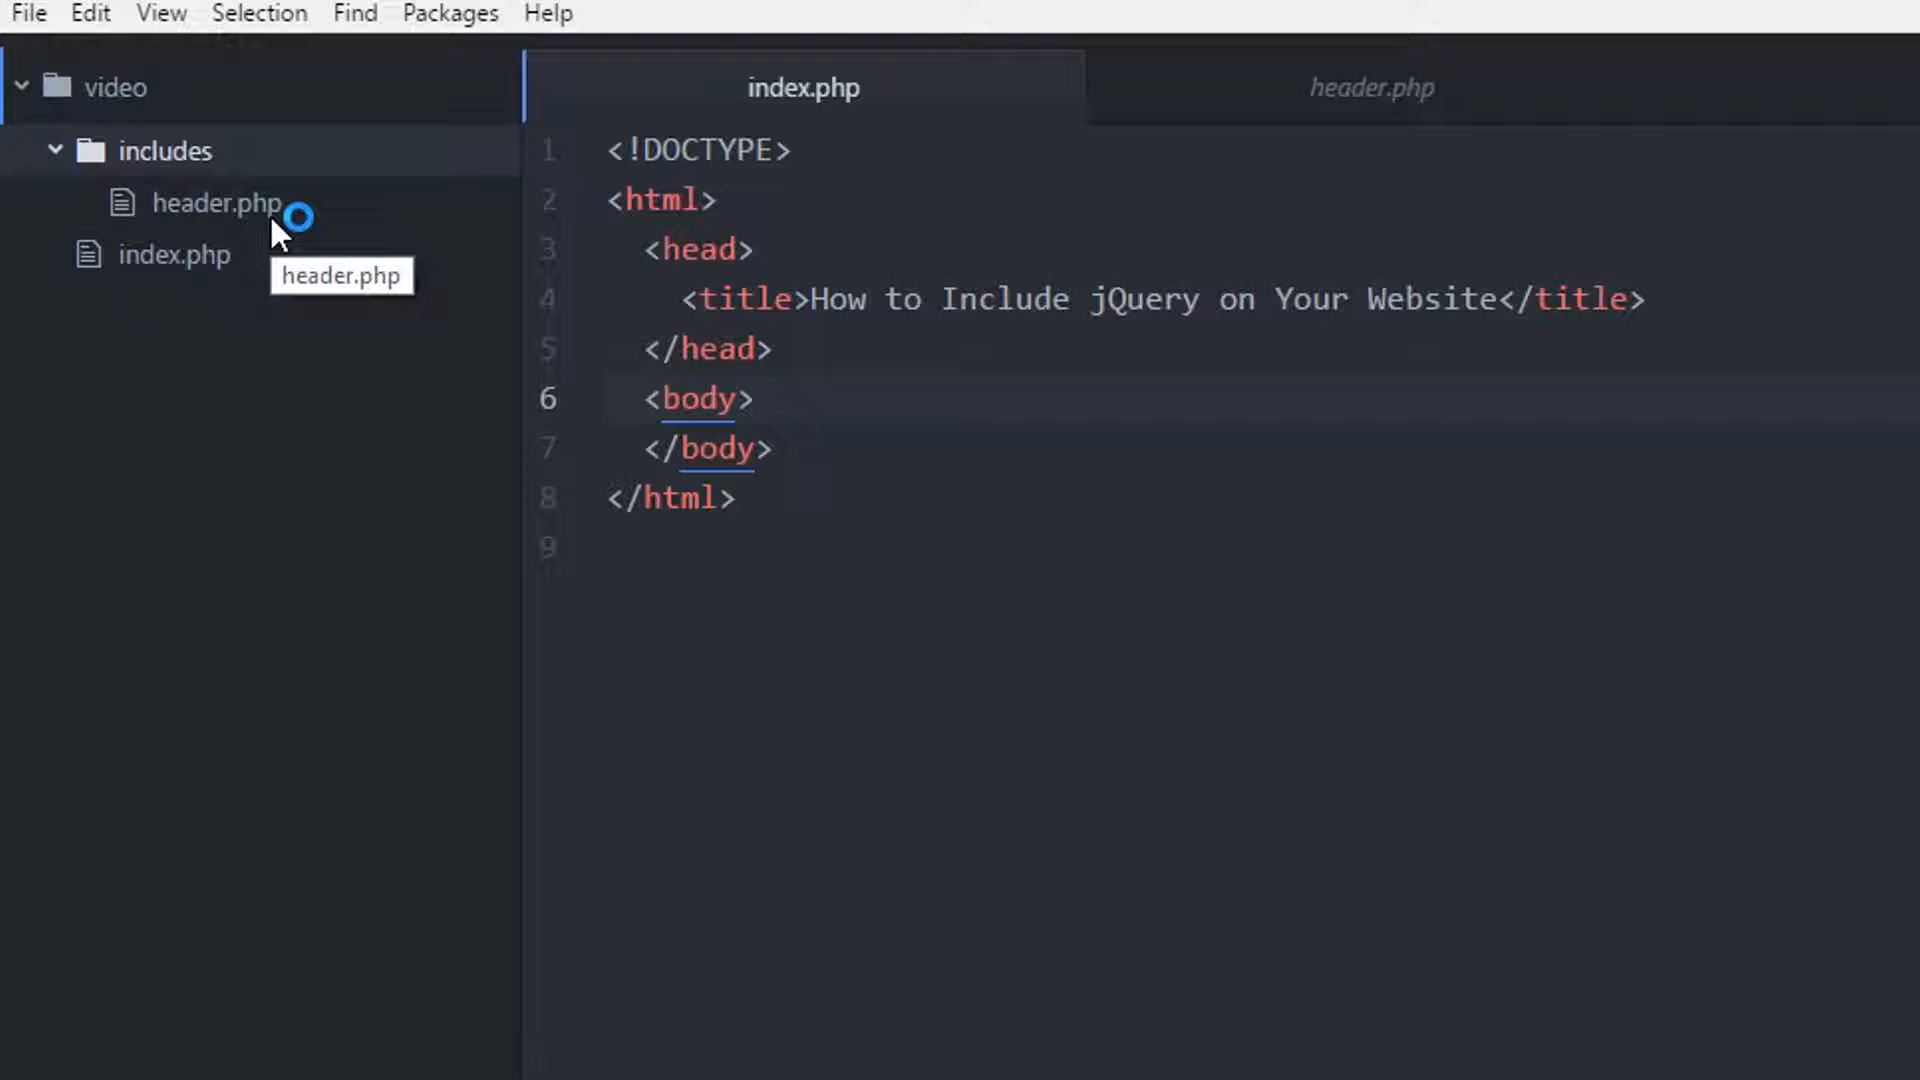 File Edit View Selection Find Packages Help
video
includes
header.php
index.php
header.php
index.php header.php
1 <!DOCTYPE>
2 <html>
3 <head>
4 <title>How to Include jQuery on Your Website</title>
5 </head>
6 <body>
7 </body>
8 </html>
9